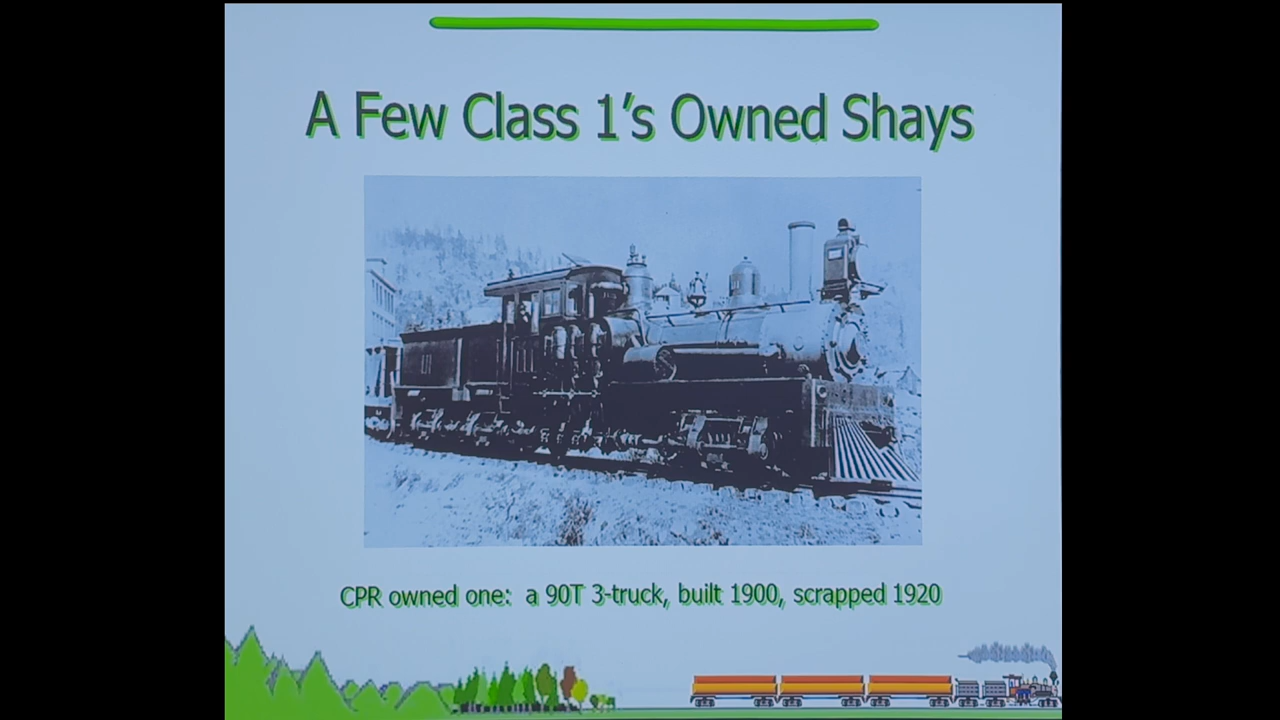 A Few Class 1's Owned Shays
CPR owned one: a 90T 3-truck, built 1900, scrapped 1920